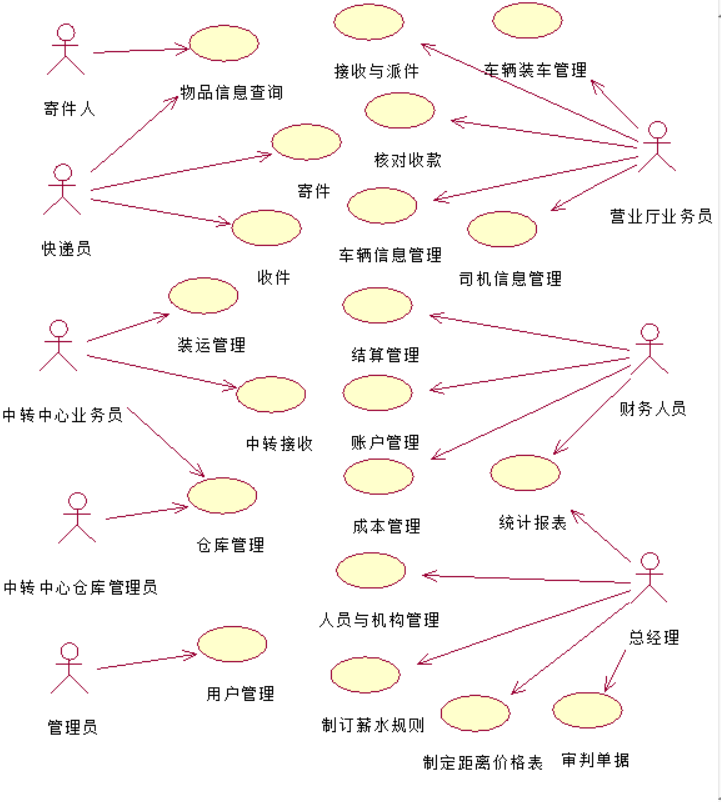 接收与派件
车辆装车管理
物品信息查询
寄件人
核对收款
寄件
营业厅业务员
快递员
车辆信息管理
收件
司机信息管理
装运管理
结算管理
中转中心业务员
财务人员
中转接收
账户管理
统计报表
成本管理
仓库管理
中转中心仓库管理员
人员与机构管理
总经理
用户管理
管理员
制订薪水规则
制定距离价格表
审判单据